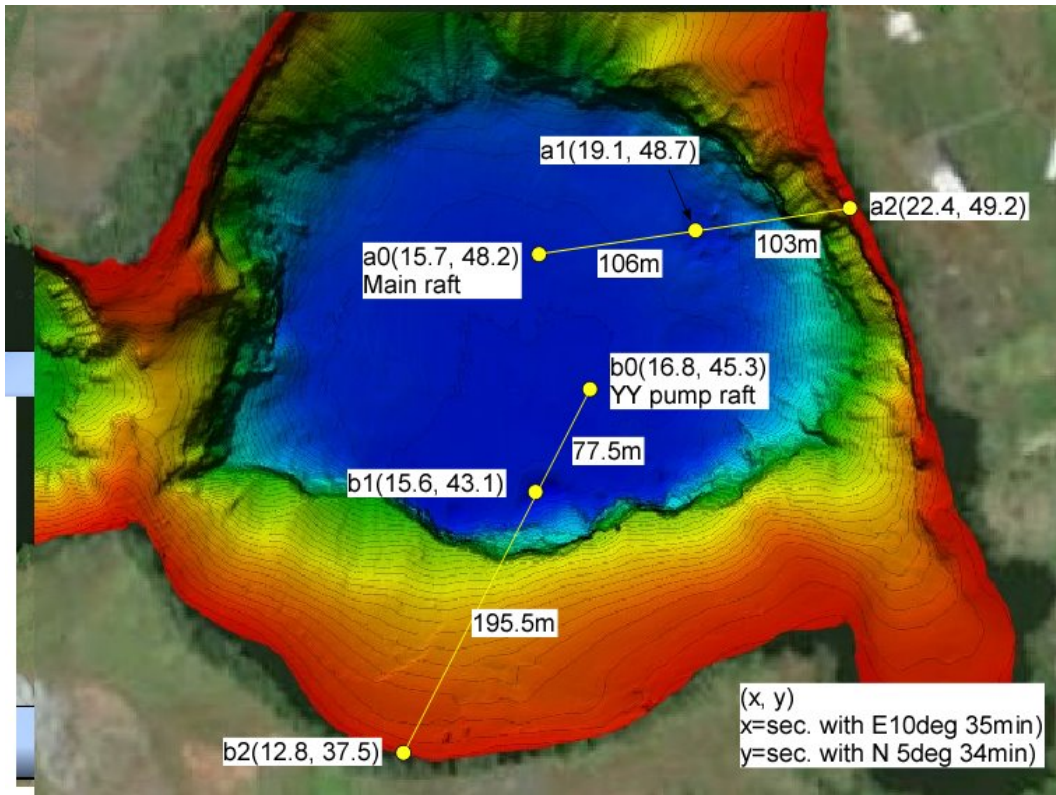 a1(19.1, 48.7)
a2(22.4, 49.2)
103m
106m
a0(15.7, 48.2)
Main raft
b0(16.8, 45.3)
YY pump raft
77.5m
b1(15.6, 43.1)
195.5m
b2(12.8, 37.5)
(x, y)
x=sec. with E10deg 35min)
y=sec. with N 5deg 34min)